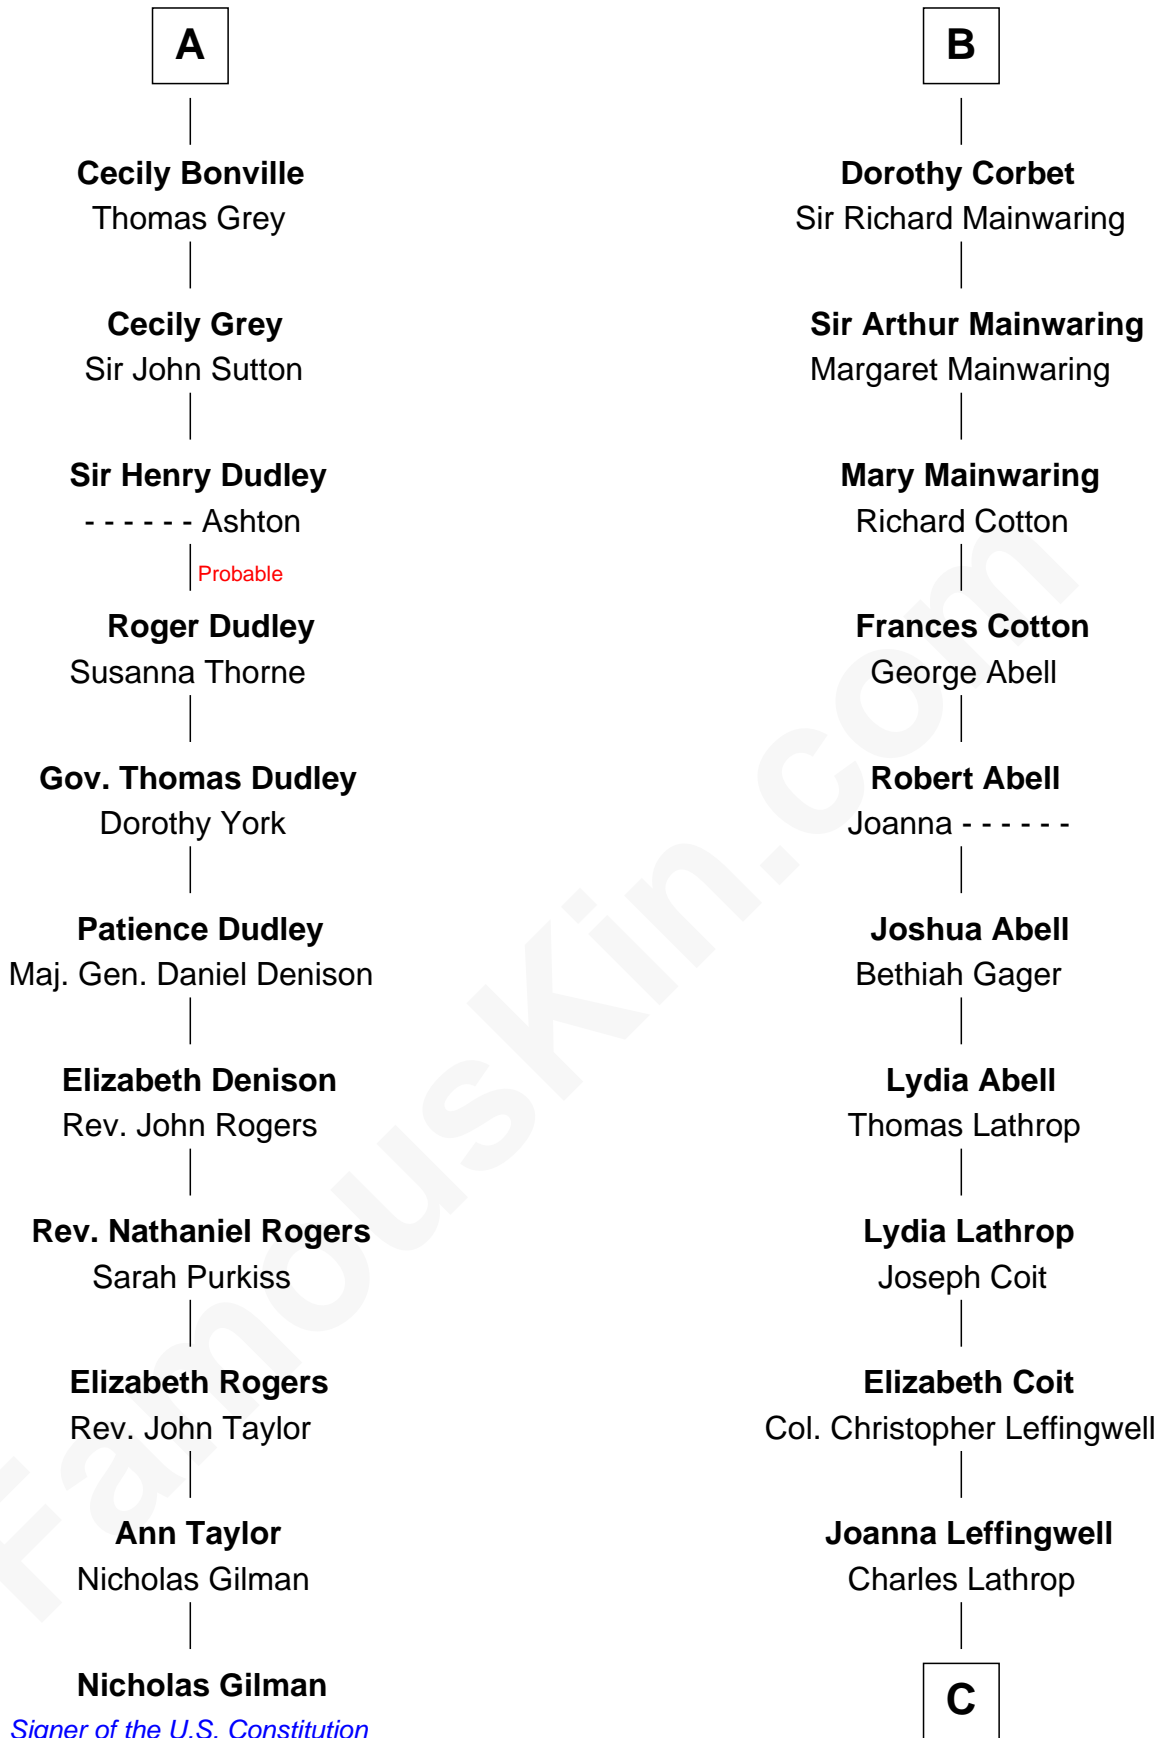 A
Cecily Bonville
Thomas Grey
Cecily Grey
Sir John Sutton
Sir Henry Dudley
- - - - - - Ashton
Probable
Roger Dudley
Susanna Thorne
Gov. Thomas Dudley
Dorothy York
Patience Dudley
Maj. Gen. Daniel Denison
Elizabeth Denison
Rev. John Rogers
Rev. Nathaniel Rogers
Sarah Purkiss
Elizabeth Rogers
Rev. John Taylor
Ann Taylor
Nicholas Gilman
Nicholas Gilman
Signer of the U.S. Constitution
B
Dorothy Corbet
Sir Richard Mainwaring
Sir Arthur Mainwaring
Margaret Mainwaring
Mary Mainwaring
Richard Cotton
Frances Cotton
George Abell
Robert Abell
Joanna - - - - - -
Joshua Abell
Bethiah Gager
Lydia Abell
Thomas Lathrop
Lydia Lathrop
Joseph Coit
Elizabeth Coit
Col. Christopher Leffingwell
Joanna Leffingwell
Charles Lathrop
C
FamousKin.com